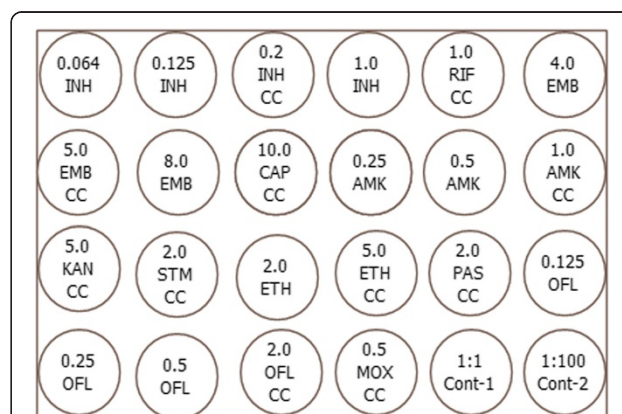 0.064 INH
0.125 INH
0.2 INH CC
1.0 INH
1.0 RIF CC
4.0 EMB
5.0 EMB CC
8.0 EMB
10.0 CAP CC
0.25 AMK
0.5 AMK
1.0 AMK CC
5.0 KAN CC
2.0 STM CC
2.0 ETH
5.0 ETH CC
2.0 PAS CC
0.125 OFL
0.25 OFL
0.5 OFL
2.0 OFL CC
0.5 MOX CC
1:1 Cont-1
1:100 Cont-2